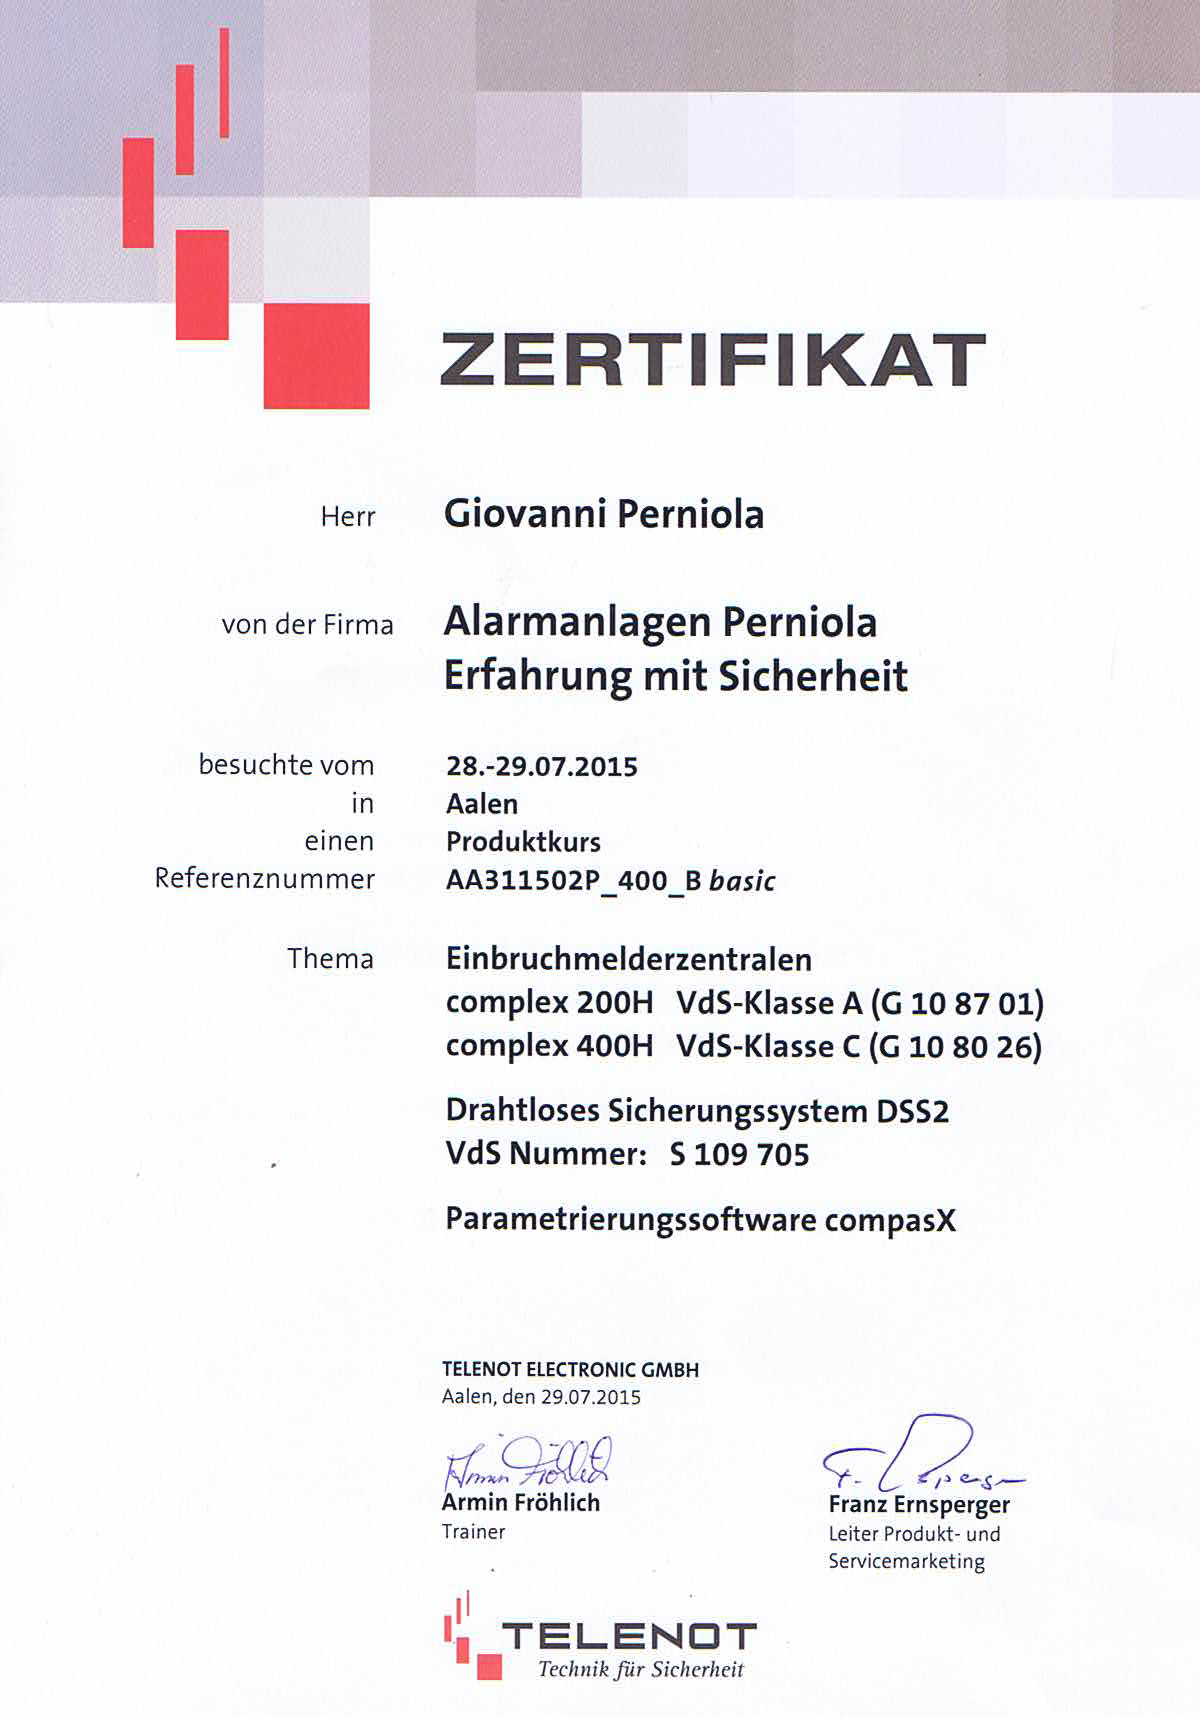 ZERTIFIKAT
Herr Giovanni Perniola
von der Firma Alarmanlagen Perniola
Erfahrung mit Sicherheit
besuchte vom 28.-29.07.2015
in Aalen
einen Produktkurs
Referenznummer AA311502P_400_B basic
Thema Einbruchmelderzentralen
complex 200H VdS-Klasse A (G 10 87 01)
complex 400H VdS-Klasse C (G 10 80 26)
Drahtloses Sicherungssystem DSS2
VdS Nummer: S 109 705
Parametrierungssoftware compasX
TELENOT ELECTRONIC GMBH
Aalen, den 29.07.2015
Armin Fröhlich
Armin Fröhlich
Trainer
F. Ernsperger
Franz Ernsperger
Leiter Produkt- und
Servicemarketing
TELENOT
Technik für Sicherheit